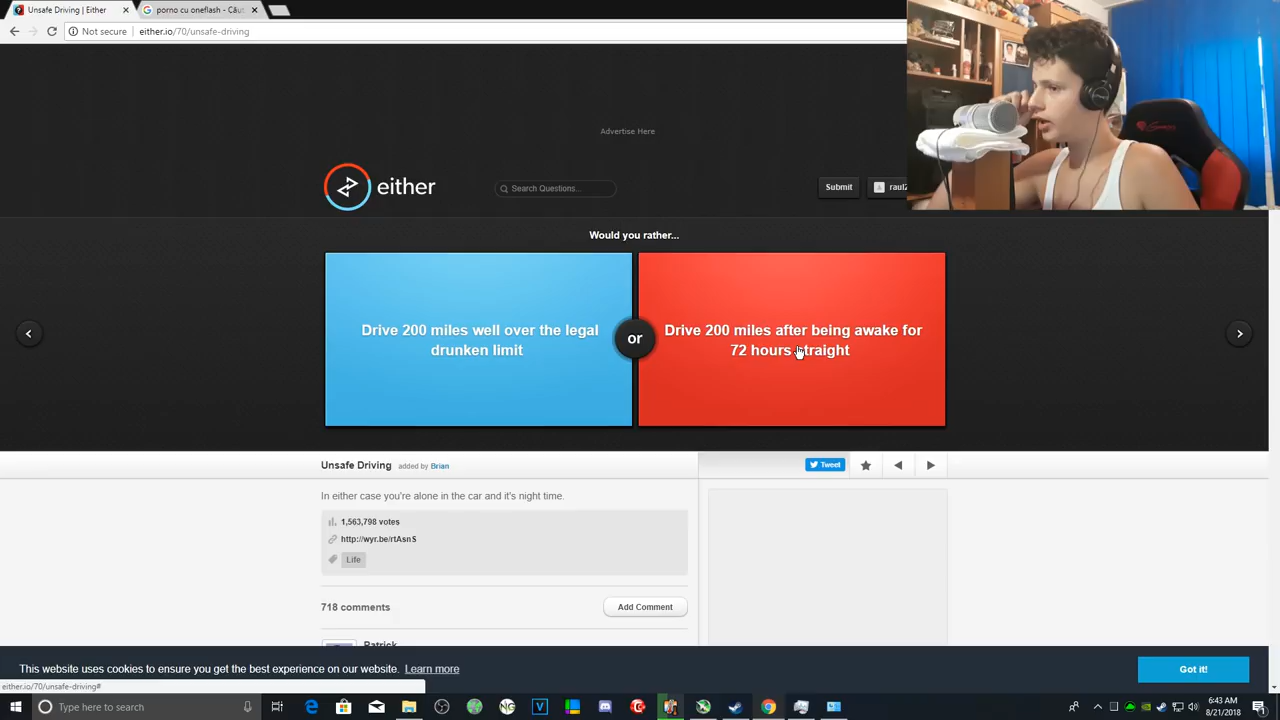 Unsafe Driving | Either
porno cu oneflash - Cău
Not secure
either.io/70/unsafe-driving
Advertise Here
either
Search Questions...
Submit
Would you rather...
Drive 200 miles well over the legal
drunken limit
or
Drive 200 miles after being awake for
72 hours straight
Unsafe Driving added by Brian
Tweet
In either case you're alone in the car and it's night time.
1,563,798 votes
http://wyr.be/rtAsnS
Life
718 comments
Add Comment
Patrick
This website uses cookies to ensure you get the best experience on our website. Learn more
Got it!
either.io/70/unsafe-driving#
Type here to search
6:43 AM
8/21/2018